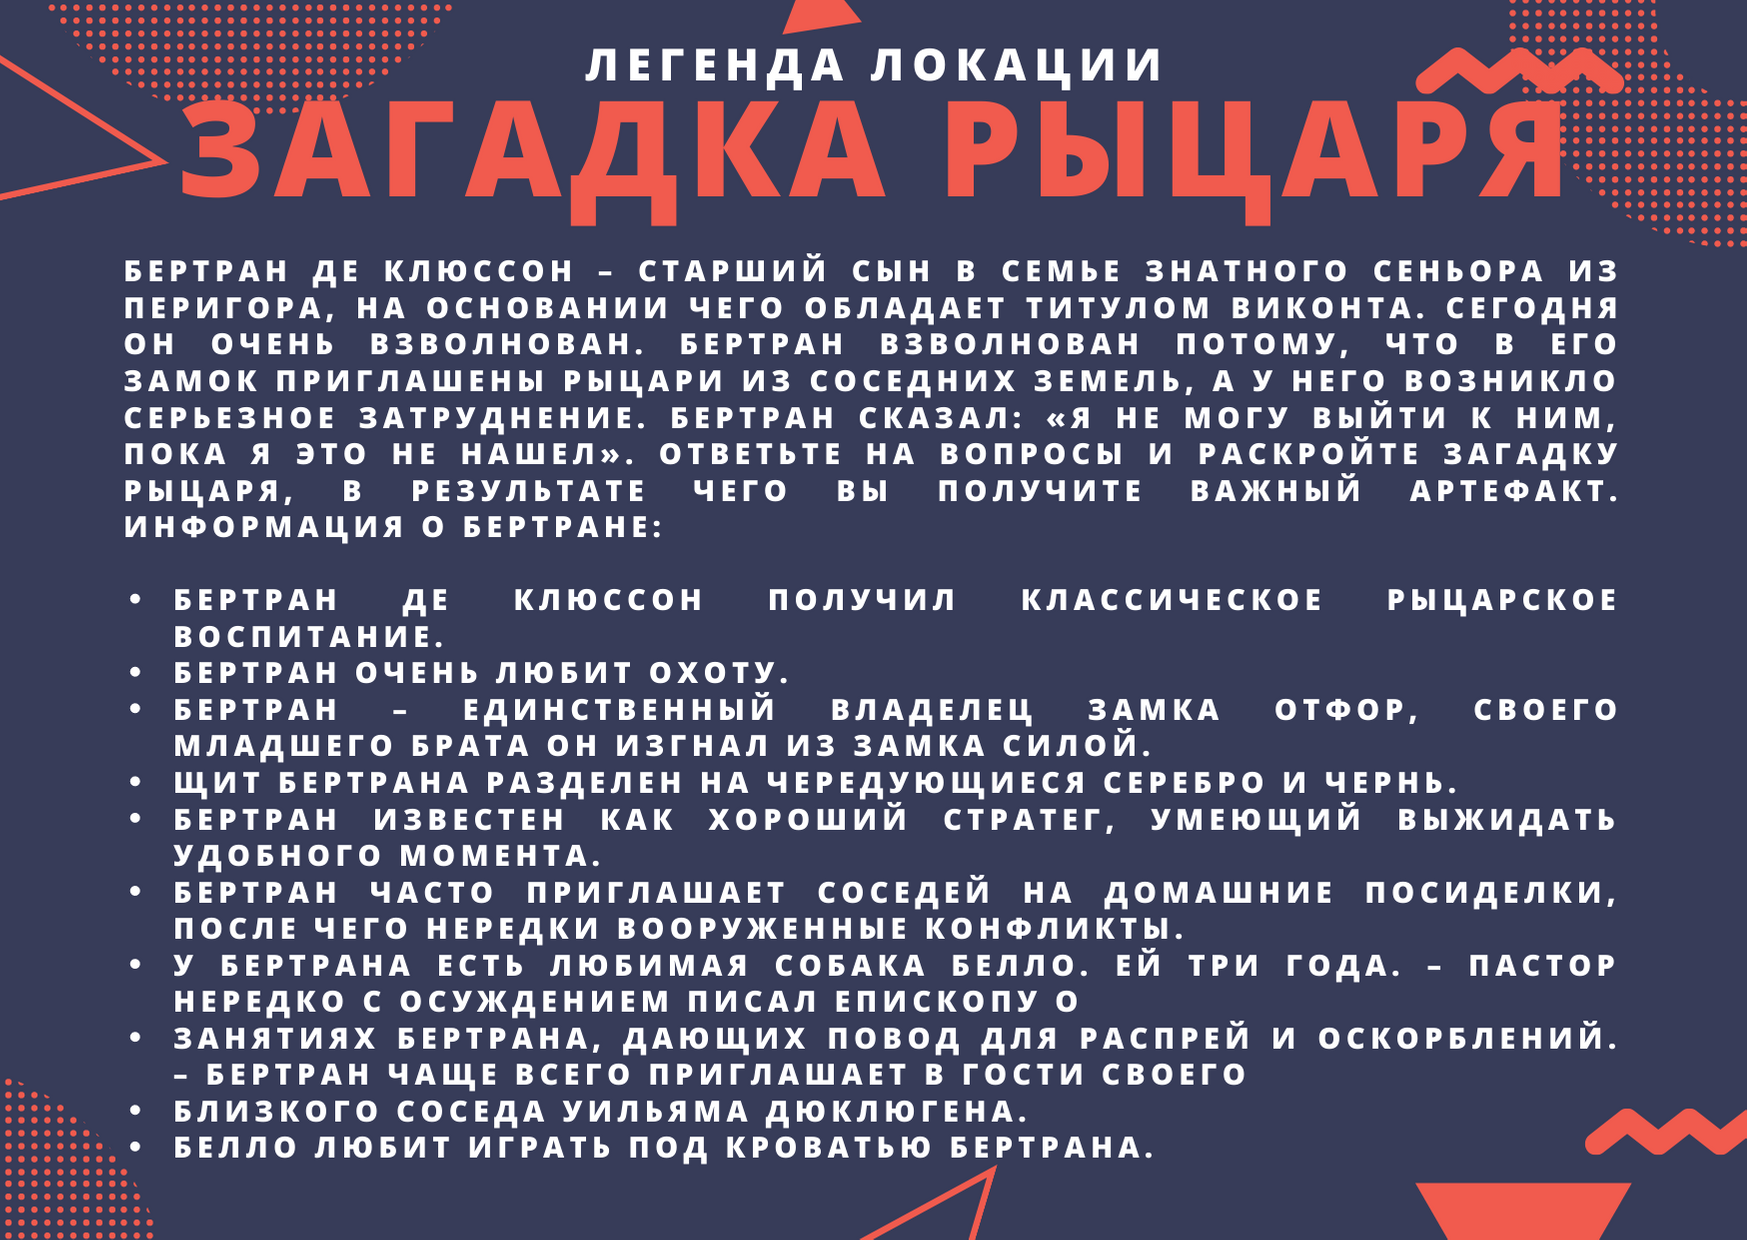 ЛЕГЕНДА ЛОКАЦИИ
ЗАГАДКА РЫЦАРЯ
БЕРТРАН ДЕ КЛЮССОН – СТАРШИЙ СЫН В СЕМЬЕ ЗНАТНОГО СЕНЬОРА ИЗ
ПЕРИГОРА, НА ОСНОВАНИИ ЧЕГО ОБЛАДАЕТ ТИТУЛОМ ВИКОНТА. СЕГОДНЯ
ОН ОЧЕНЬ ВЗВОЛНОВАН. БЕРТРАН ВЗВОЛНОВАН ПОТОМУ, ЧТО В ЕГО
ЗАМОК ПРИГЛАШЕНЫ РЫЦАРИ ИЗ СОСЕДНИХ ЗЕМЕЛЬ, А У НЕГО ВОЗНИКЛО
СЕРЬЕЗНОЕ ЗАТРУДНЕНИЕ. БЕРТРАН СКАЗАЛ: «Я НЕ МОГУ ВЫЙТИ К НИМ,
ПОКА Я ЭТО НЕ НАШЕЛ». ОТВЕТЬТЕ НА ВОПРОСЫ И РАСКРОЙТЕ ЗАГАДКУ
РЫЦАРЯ, В РЕЗУЛЬТАТЕ ЧЕГО ВЫ ПОЛУЧИТЕ ВАЖНЫЙ АРТЕФАКТ.
ИНФОРМАЦИЯ О БЕРТРАНЕ:
• БЕРТРАН ДЕ КЛЮССОН ПОЛУЧИЛ КЛАССИЧЕСКОЕ РЫЦАРСКОЕ
ВОСПИТАНИЕ.
• БЕРТРАН ОЧЕНЬ ЛЮБИТ ОХОТУ.
• БЕРТРАН – ЕДИНСТВЕННЫЙ ВЛАДЕЛЕЦ ЗАМКА ОТФОР, СВОЕГО
МЛАДШЕГО БРАТА ОН ИЗГНАЛ ИЗ ЗАМКА СИЛОЙ.
• ЩИТ БЕРТРАНА РАЗДЕЛЕН НА ЧЕРЕДУЮЩИЕСЯ СЕРЕБРО И ЧЕРНЬ.
• БЕРТРАН ИЗВЕСТЕН КАК ХОРОШИЙ СТРАТЕГ, УМЕЮЩИЙ ВЫЖИДАТЬ
УДОБНОГО МОМЕНТА.
• БЕРТРАН ЧАСТО ПРИГЛАШАЕТ СОСЕДЕЙ НА ДОМАШНИЕ ПОСИДЕЛКИ,
ПОСЛЕ ЧЕГО НЕРЕДКИ ВООРУЖЕННЫЕ КОНФЛИКТЫ.
• У БЕРТРАНА ЕСТЬ ЛЮБИМАЯ СОБАКА БЕЛЛО. ЕЙ ТРИ ГОДА. – ПАСТОР
НЕРЕДКО С ОСУЖДЕНИЕМ ПИСАЛ ЕПИСКОПУ О
• ЗАНЯТИЯХ БЕРТРАНА, ДАЮЩИХ ПОВОД ДЛЯ РАСПРЕЙ И ОСКОРБЛЕНИЙ.
– БЕРТРАН ЧАЩЕ ВСЕГО ПРИГЛАШАЕТ В ГОСТИ СВОЕГО
• БЛИЗКОГО СОСЕДА УИЛЬЯМА ДЮКЛЮГЕНА.
• БЕЛЛО ЛЮБИТ ИГРАТЬ ПОД КРОВАТЬЮ БЕРТРАНА.